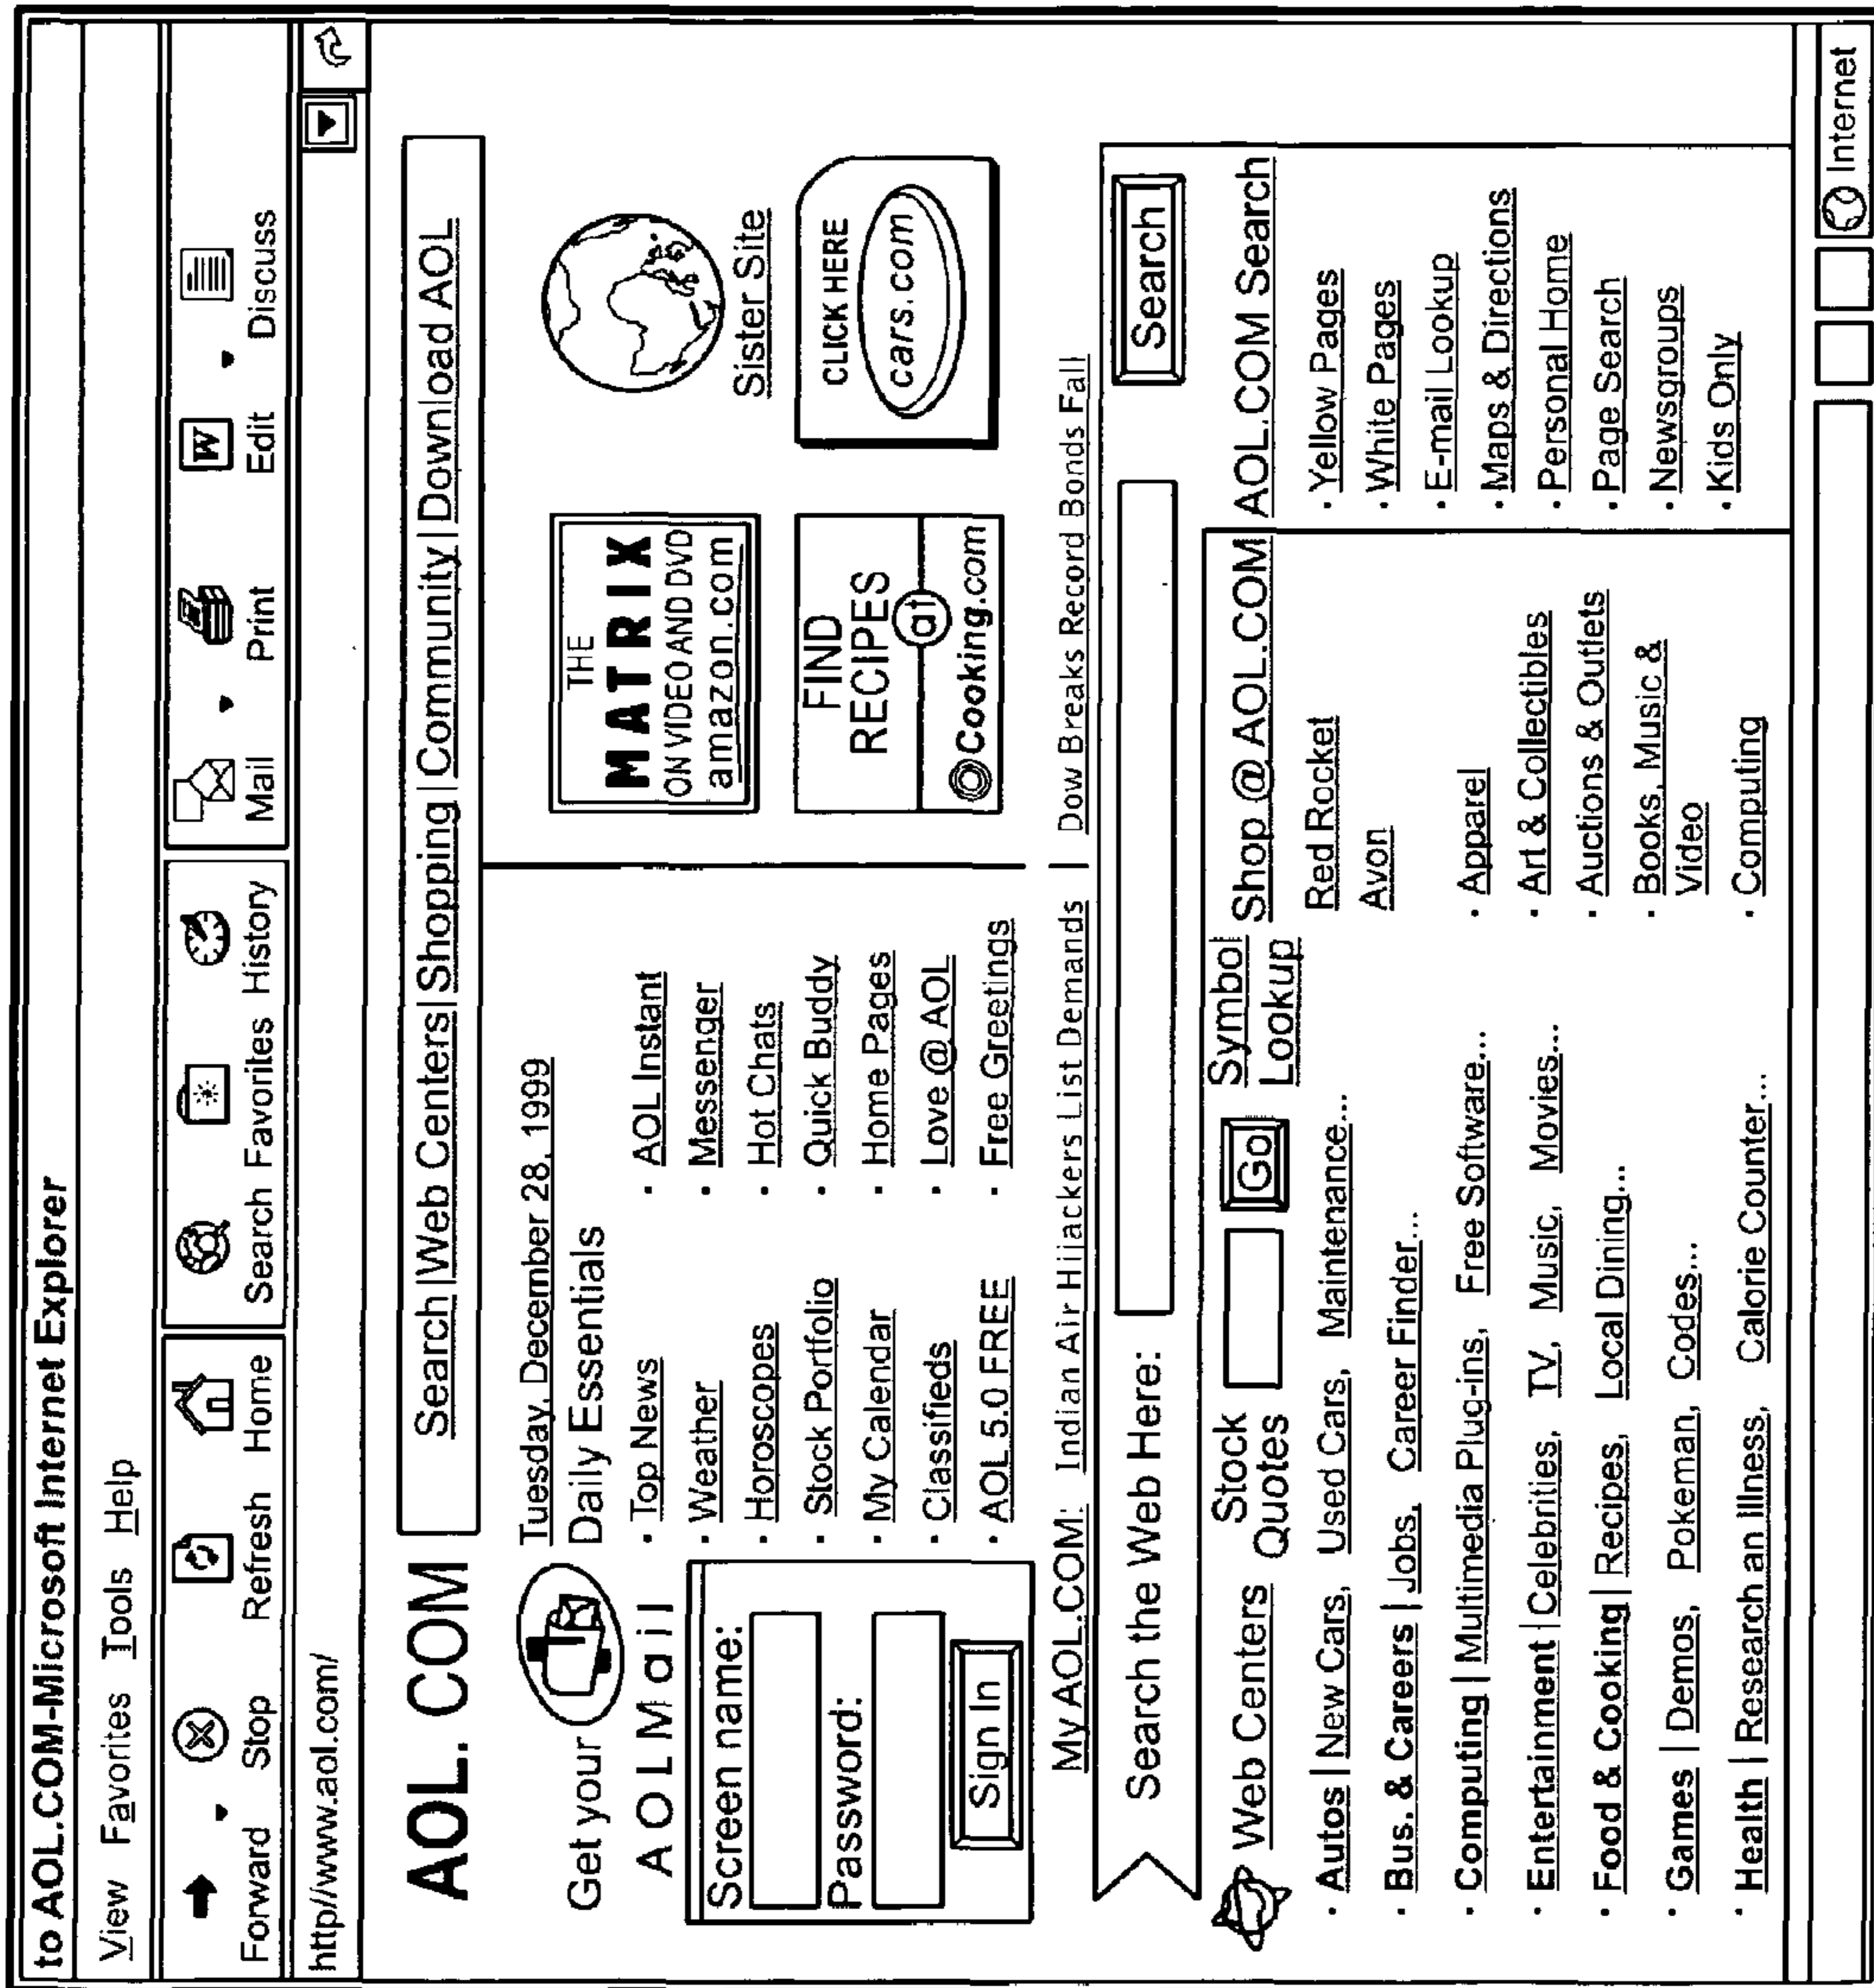 to AOL.COM-Microsoft Internet Explorer
View Favorites Tools Help
Forward Stop Refresh Home Search Favorites History Mail Print Edit Discuss
http//www.aol.com/
AOL. COM
Search|Web Centers|Shopping|Community|Download AOL
Get your
AOLMail
Screen name:
Password:
Sign In
Tuesday, December 28, 1999
Daily Essentials
· Top News
· Weather
· Horoscopes
· Stock Portfolio
· My Calendar
· Classifieds
· AOL 5.0 FREE
· AOL Instant
· Messenger
· Hot Chats
· Quick Buddy
· Home Pages
· Love @ AOL
· Free Greetings
THE
MATRIX
ON VIDEO AND DVD
amazon.com
Sister Site
FIND
RECIPES
at
Cooking.com
CLICK HERE
cars.com
My AOL.COM: Indian Air Hijackers List Demands | Dow Breaks Record Bonds Fall
Search the Web Here: Search
Web Centers
Stock
Quotes
Go
Symbol
Lookup
· Autos | New Cars, Used Cars, Maintenance...
· Bus. & Careers | Jobs, Career Finder...
· Computing | Multimedia Plug-ins, Free Software...
· Entertainment | Celebrities, TV, Music, Movies...
· Food & Cooking | Recipes, Local Dining...
· Games | Demos, Pokeman, Codes...
· Health | Research an illness, Calorie Counter...
Shop @ AOL.COM
Red Rocket
Avon
· Apparel
· Art & Collectibles
· Auctions & Outlets
· Books, Music &
Video
· Computing
AOL.COM Search
· Yellow Pages
· White Pages
· E-mail Lookup
· Maps & Directions
· Personal Home
· Page Search
· Newsgroups
· Kids Only
Internet